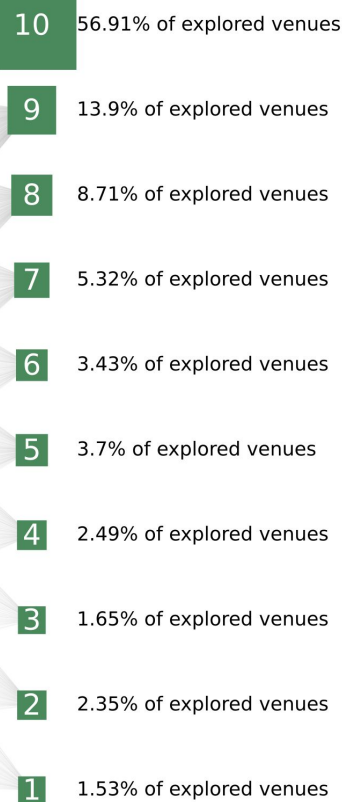 10 56.91% of explored venues
9 13.9% of explored venues
8 8.71% of explored venues
7 5.32% of explored venues
6 3.43% of explored venues
5 3.7% of explored venues
4 2.49% of explored venues
3 1.65% of explored venues
2 2.35% of explored venues
1 1.53% of explored venues